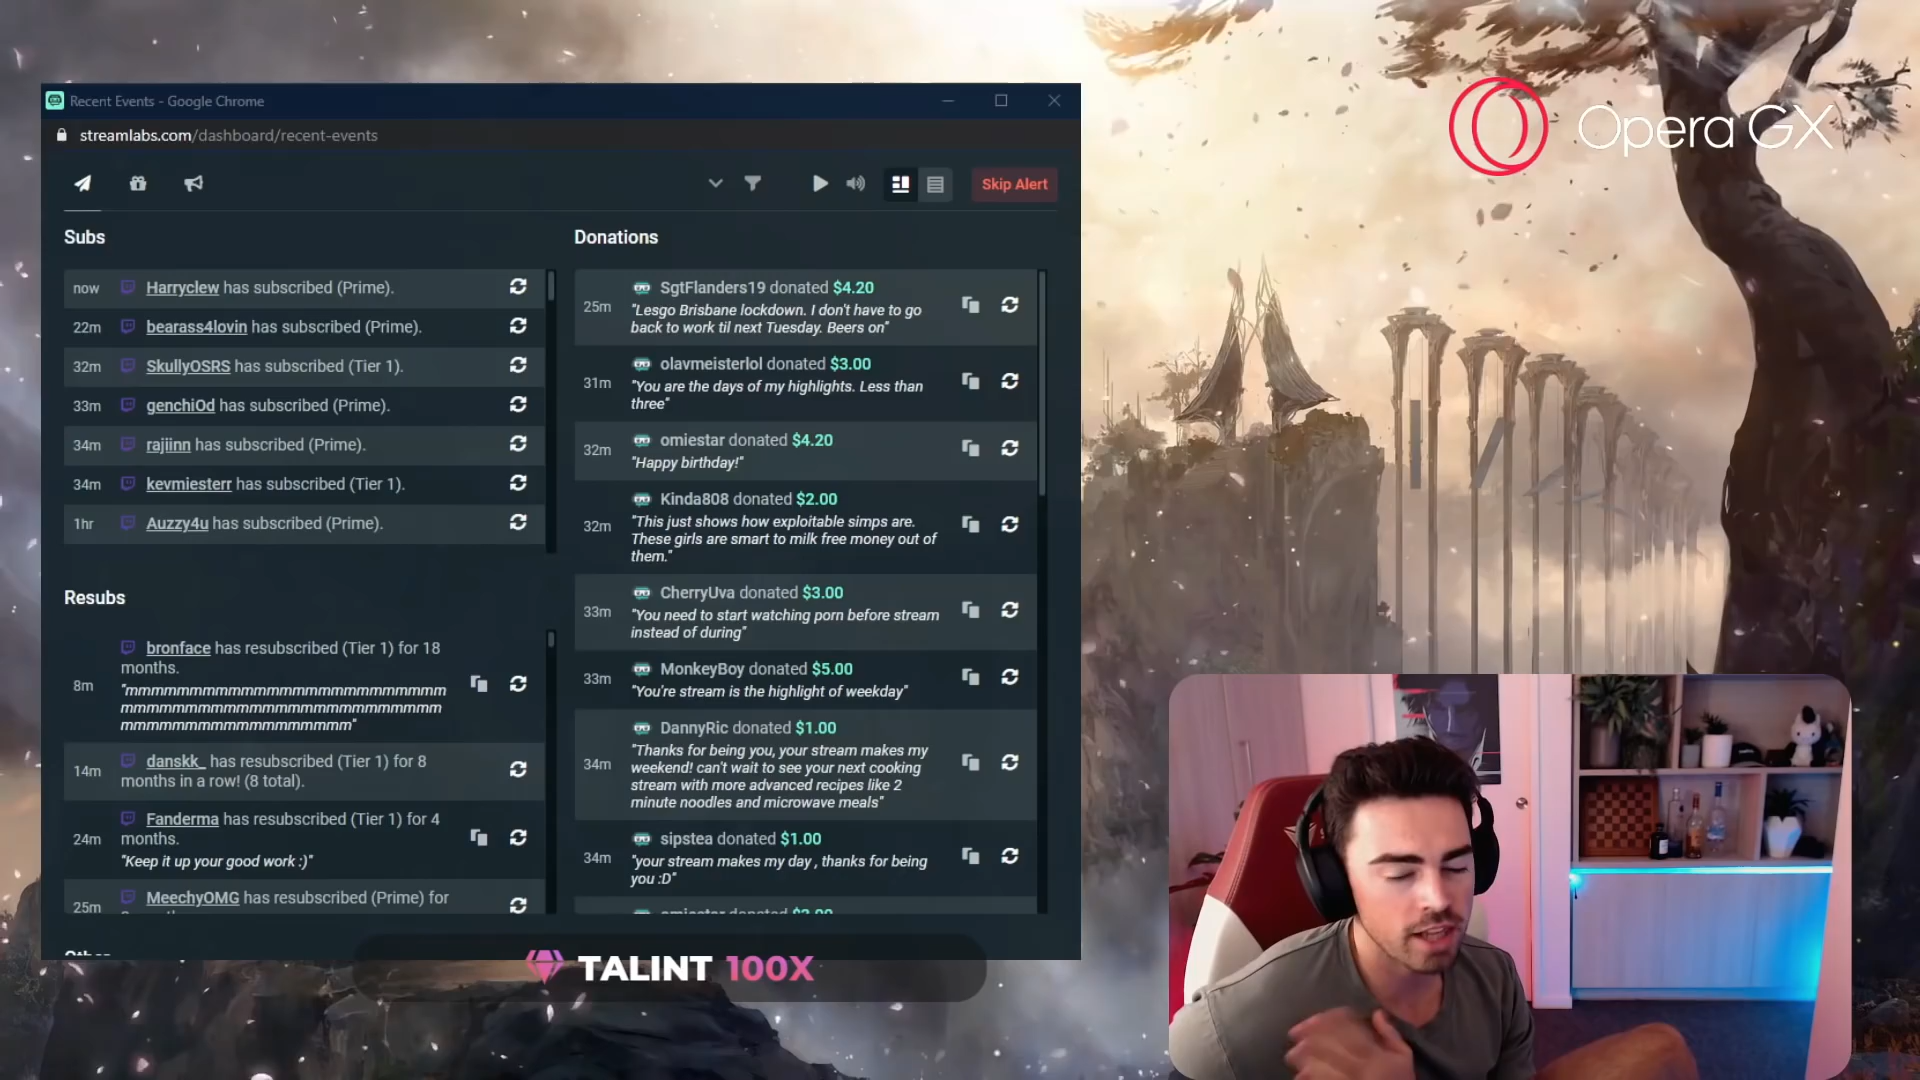 Recent Events - Google Chrome
streamlabs.com/dashboard/recent-events
Skip Alert
Subs
now Harryclew has subscribed (Prime).
22m bearass4lovin has subscribed (Prime).
32m SkullyOSRS has subscribed (Tier 1).
33m genchiOd has subscribed (Prime).
34m rajiinn has subscribed (Prime).
34m kevmiesterr has subscribed (Tier 1).
1hr Auzzy4u has subscribed (Prime).
Resubs
bronface has resubscribed (Tier 1) for 18
months.
8m
"mmmmmmmmmmmmmmmmmmmmmmmmm
mmmmmmmmmmmmmmmmmmmmmmmmm
mmmmmmmmmmmmmmmmmm"
danskk_ has resubscribed (Tier 1) for 8
14m
months in a row! (8 total).
Fanderma has resubscribed (Tier 1) for 4
24m
months.
"Keep it up your good work :)"
MeechyOMG has resubscribed (Prime) for
25m
Donations
SgtFlanders19 donated $4.20
25m
"Lesgo Brisbane lockdown. I don't have to go
back to work til next Tuesday. Beers on"
olavmeisterlol donated $3.00
31m
"You are the days of my highlights. Less than
three"
omiestar donated $4.20
32m
"Happy birthday!"
Kinda808 donated $2.00
32m
"This just shows how exploitable simps are.
These girls are smart to milk free money out of
them."
CherryUva donated $3.00
33m
"You need to start watching porn before stream
instead of during"
MonkeyBoy donated $5.00
33m
"You're stream is the highlight of weekday"
DannyRic donated $1.00
34m
"Thanks for being you, your stream makes my
weekend! can't wait to see your next cooking
stream with more advanced recipes like 2
minute noodles and microwave meals"
sipstea donated $1.00
34m
"your stream makes my day , thanks for being
you :D"
TALINT 100X
Opera GX